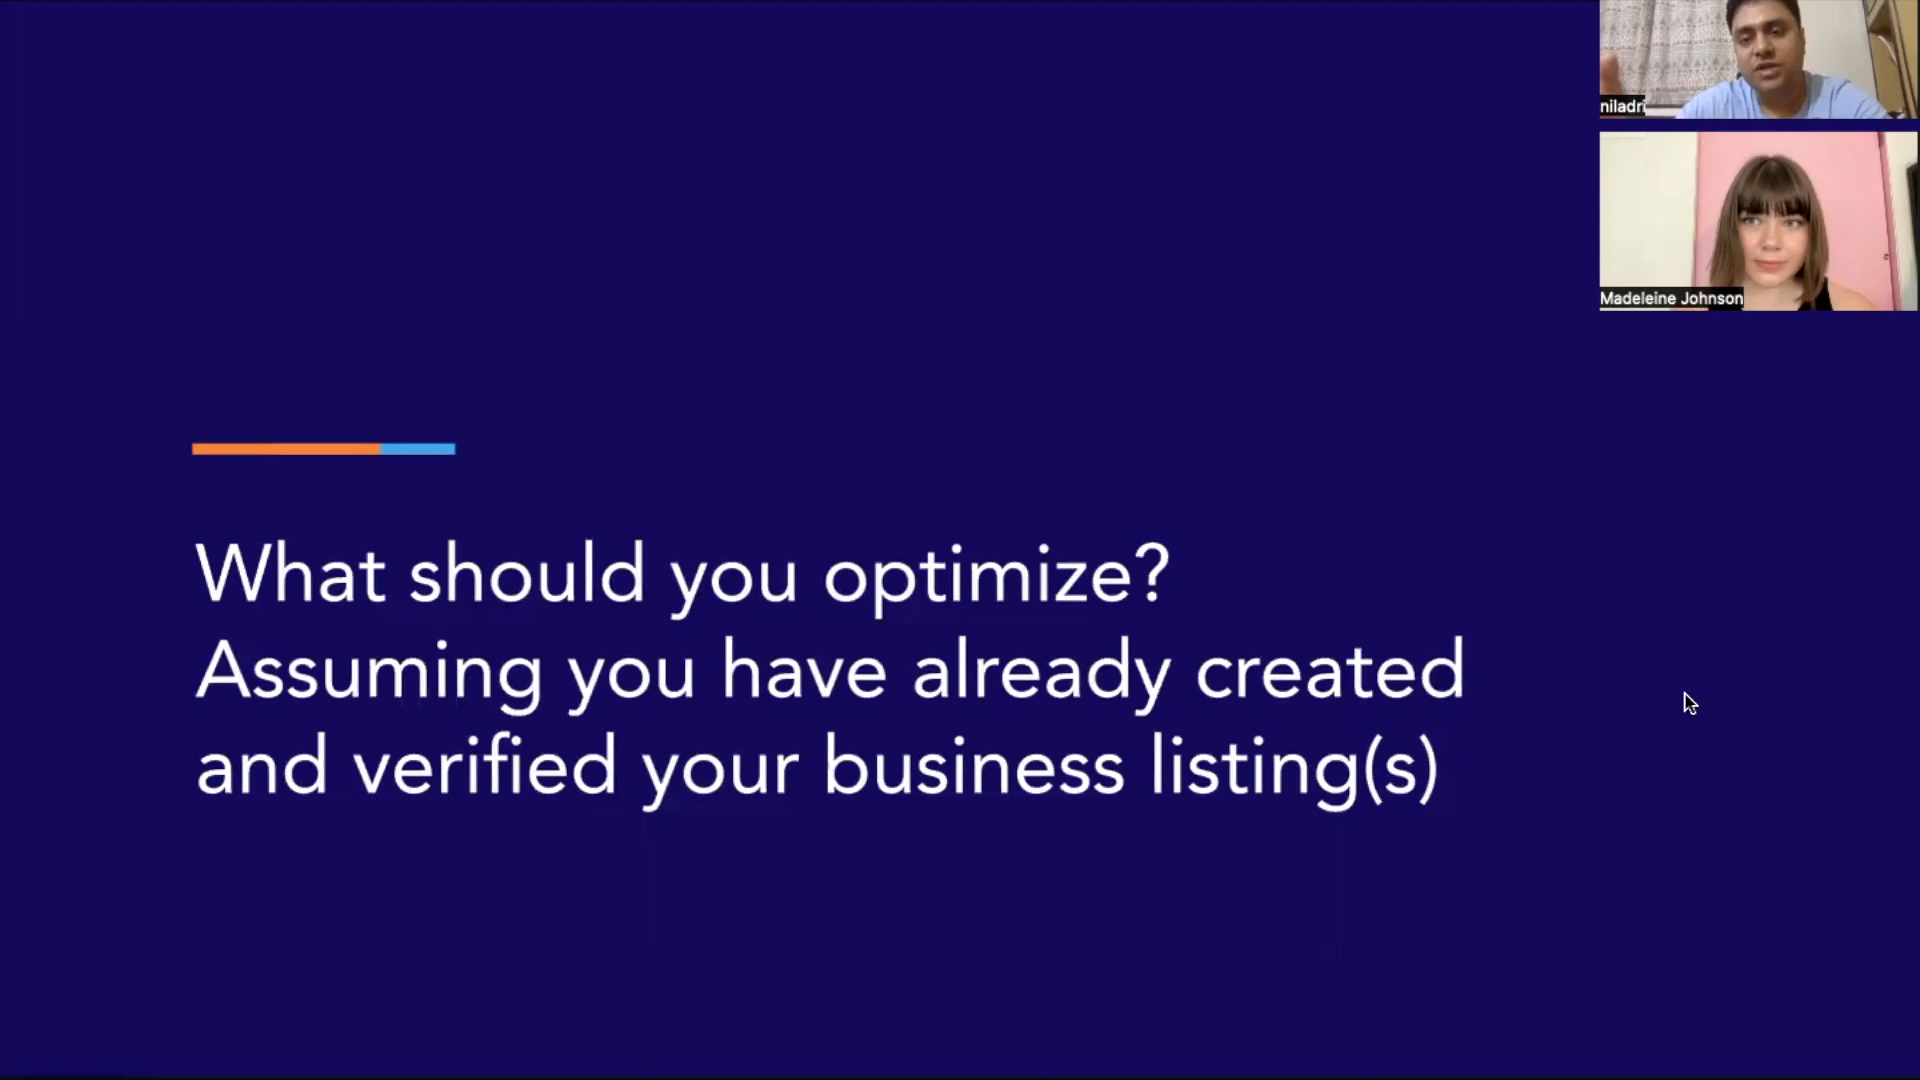 niladri
Madeleine Johnson
What should you optimize?
Assuming you have already created
and verified your business listing(s)